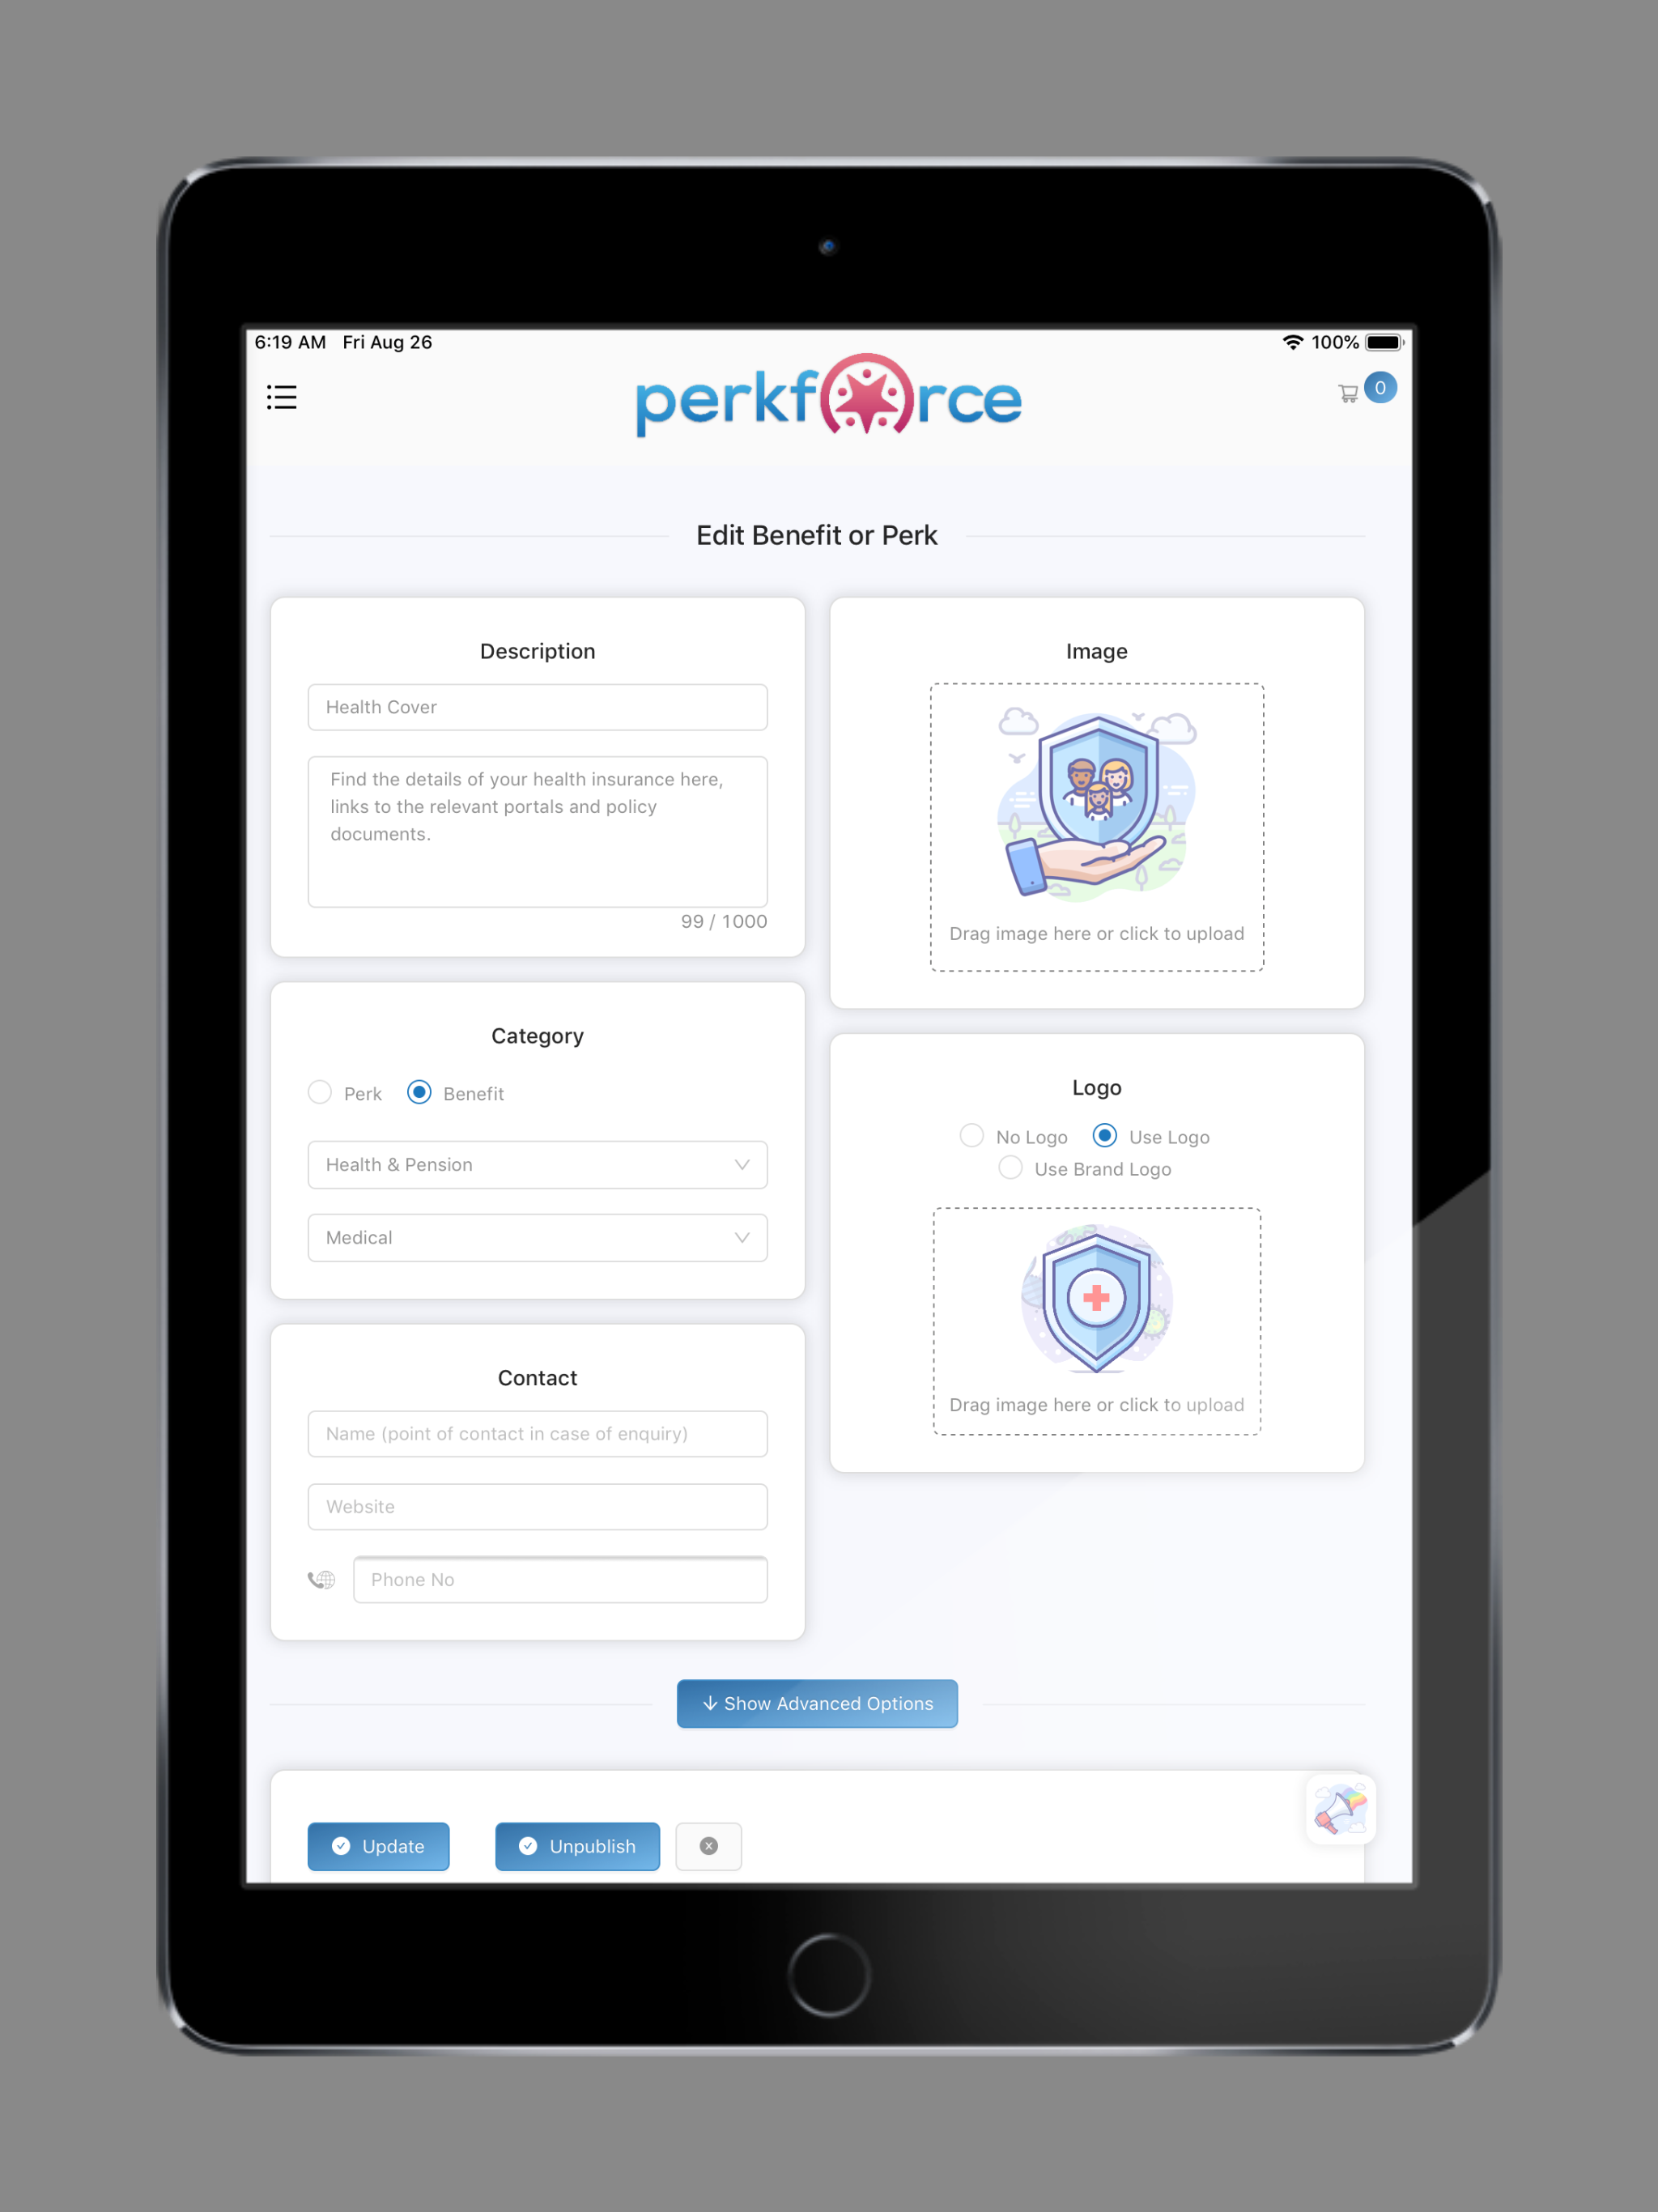 6:19 AM Fri Aug 26
100%
perkforce
0
Edit Benefit or Perk
Description
Health Cover
Find the details of your health insurance here,
links to the relevant portals and policy
documents.
99 / 1000
Category
Perk Benefit
Health & Pension
Medical
Contact
Name (point of contact in case of enquiry)
Website
Phone No
Image
Drag image here or click to upload
Logo
No Logo Use Logo
Use Brand Logo
Drag image here or click to upload
Show Advanced Options
Update Unpublish